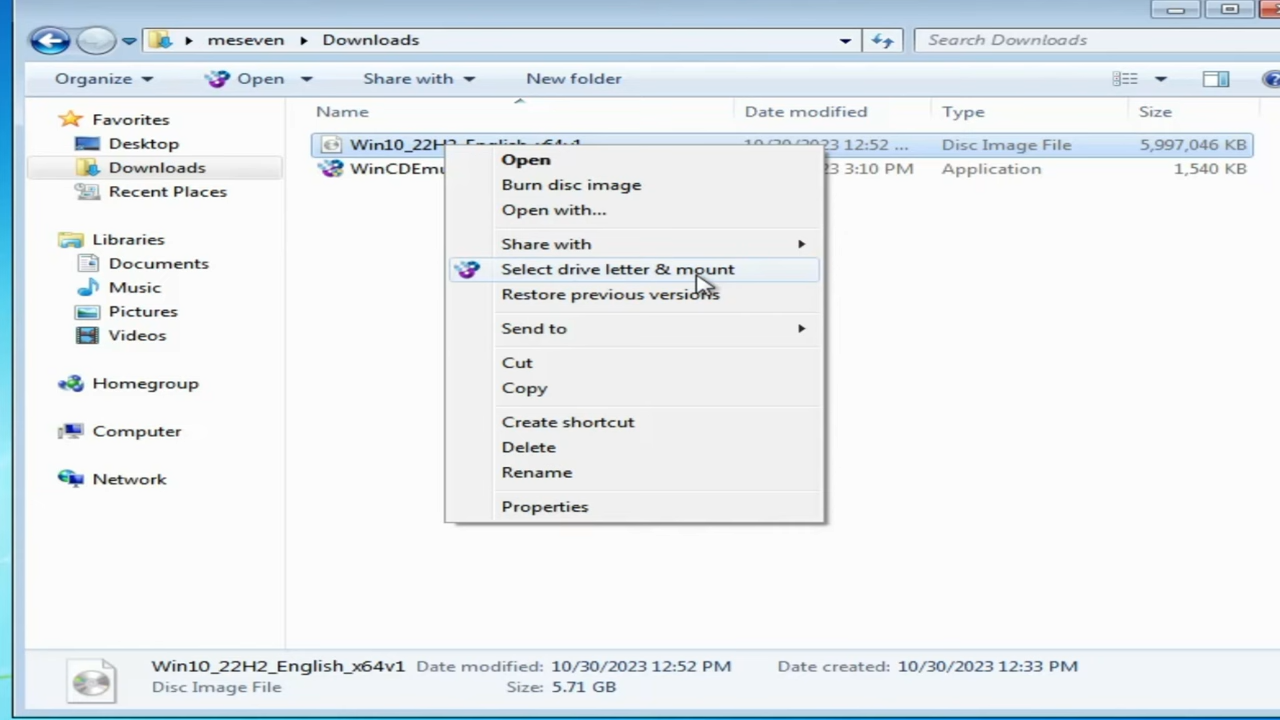 meseven Downloads
Search Downloads
Organize Open Share with New folder
Name Date modified Type Size
Favorites
Desktop
Downloads
Recent Places
Libraries
Documents
Music
Pictures
Videos
Homegroup
Computer
Network
Win10_22H2_English_x64v1 10/30/2023 12:52 ... Disc Image File 5,997,046 KB
WinCDEmu 3:10 PM Application 1,540 KB
Open
Burn disc image
Open with...
Share with
Select drive letter & mount
Restore previous versions
Send to
Cut
Copy
Create shortcut
Delete
Rename
Properties
Win10_22H2_English_x64v1 Date modified: 10/30/2023 12:52 PM Date created: 10/30/2023 12:33 PM
Disc Image File Size: 5.71 GB